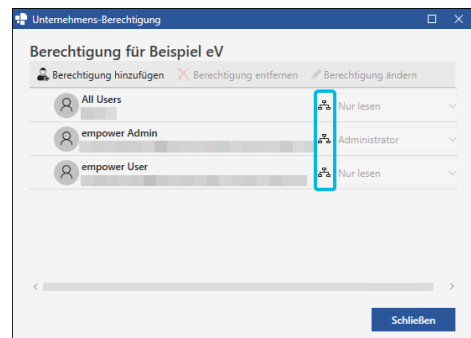 Unternehmens-Berechtigung
Berechtigung für Beispiel eV
Berechtigung hinzufügen Berechtigung entfernen Berechtigung ändern
All Users
Nur lesen
empower Admin
Administrator
empower User
Nur lesen
Schließen